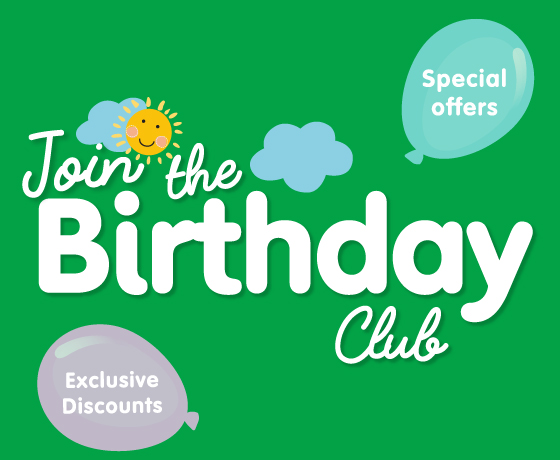 Special
offers
Join the
Birthday
Club
Exclusive
Discounts